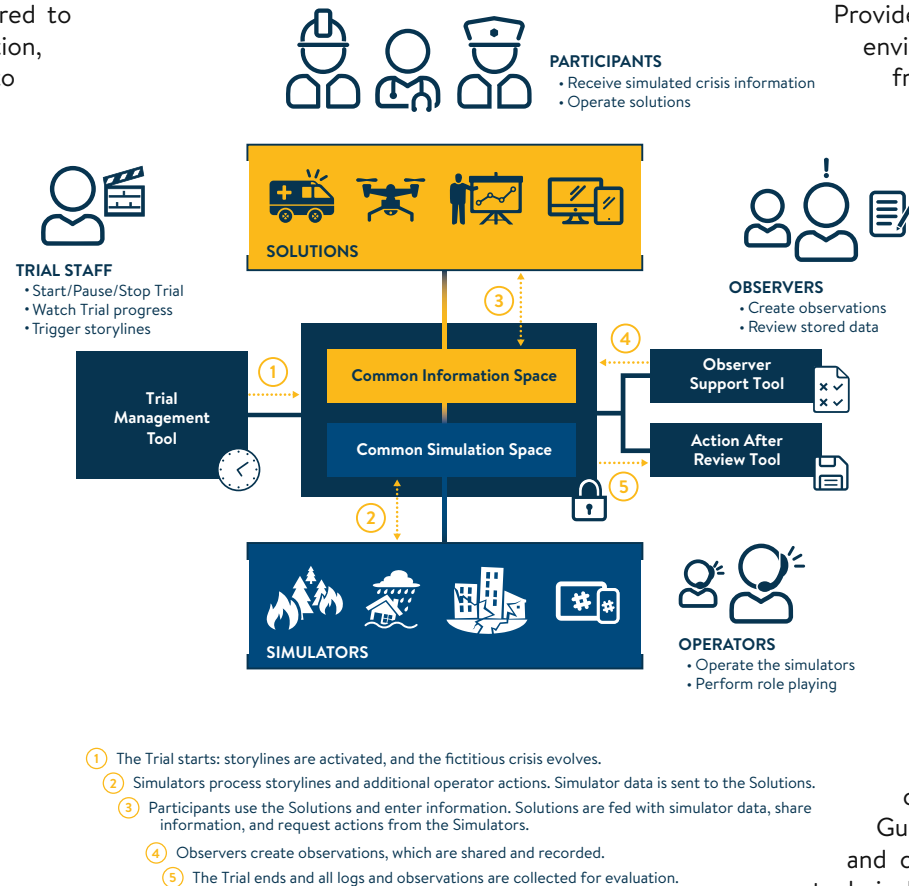 red to
tion,
to
Provide
envi
fr
PARTICIPANTS
• Receive simulated crisis information
• Operate solutions
SOLUTIONS
TRIAL STAFF
• Start/Pause/Stop Trial
• Watch Trial progress
• Trigger storylines
OBSERVERS
• Create observations
• Review stored data
3
4
1
Common Information Space
Observer
Support Tool
Trial
Management
Tool
Common Simulation Space
Action After
Review Tool
5
2
SIMULATORS
OPERATORS
• Operate the simulators
• Perform role playing
1 The Trial starts: storylines are activated, and the fictitious crisis evolves.
2 Simulators process storylines and additional operator actions. Simulator data is sent to the Solutions.
3 Participants use the Solutions and enter information. Solutions are fed with simulator data, share
information, and request actions from the Simulators.
4 Observers create observations, which are shared and recorded.
5 The Trial ends and all logs and observations are collected for evaluation.
Gu
and c